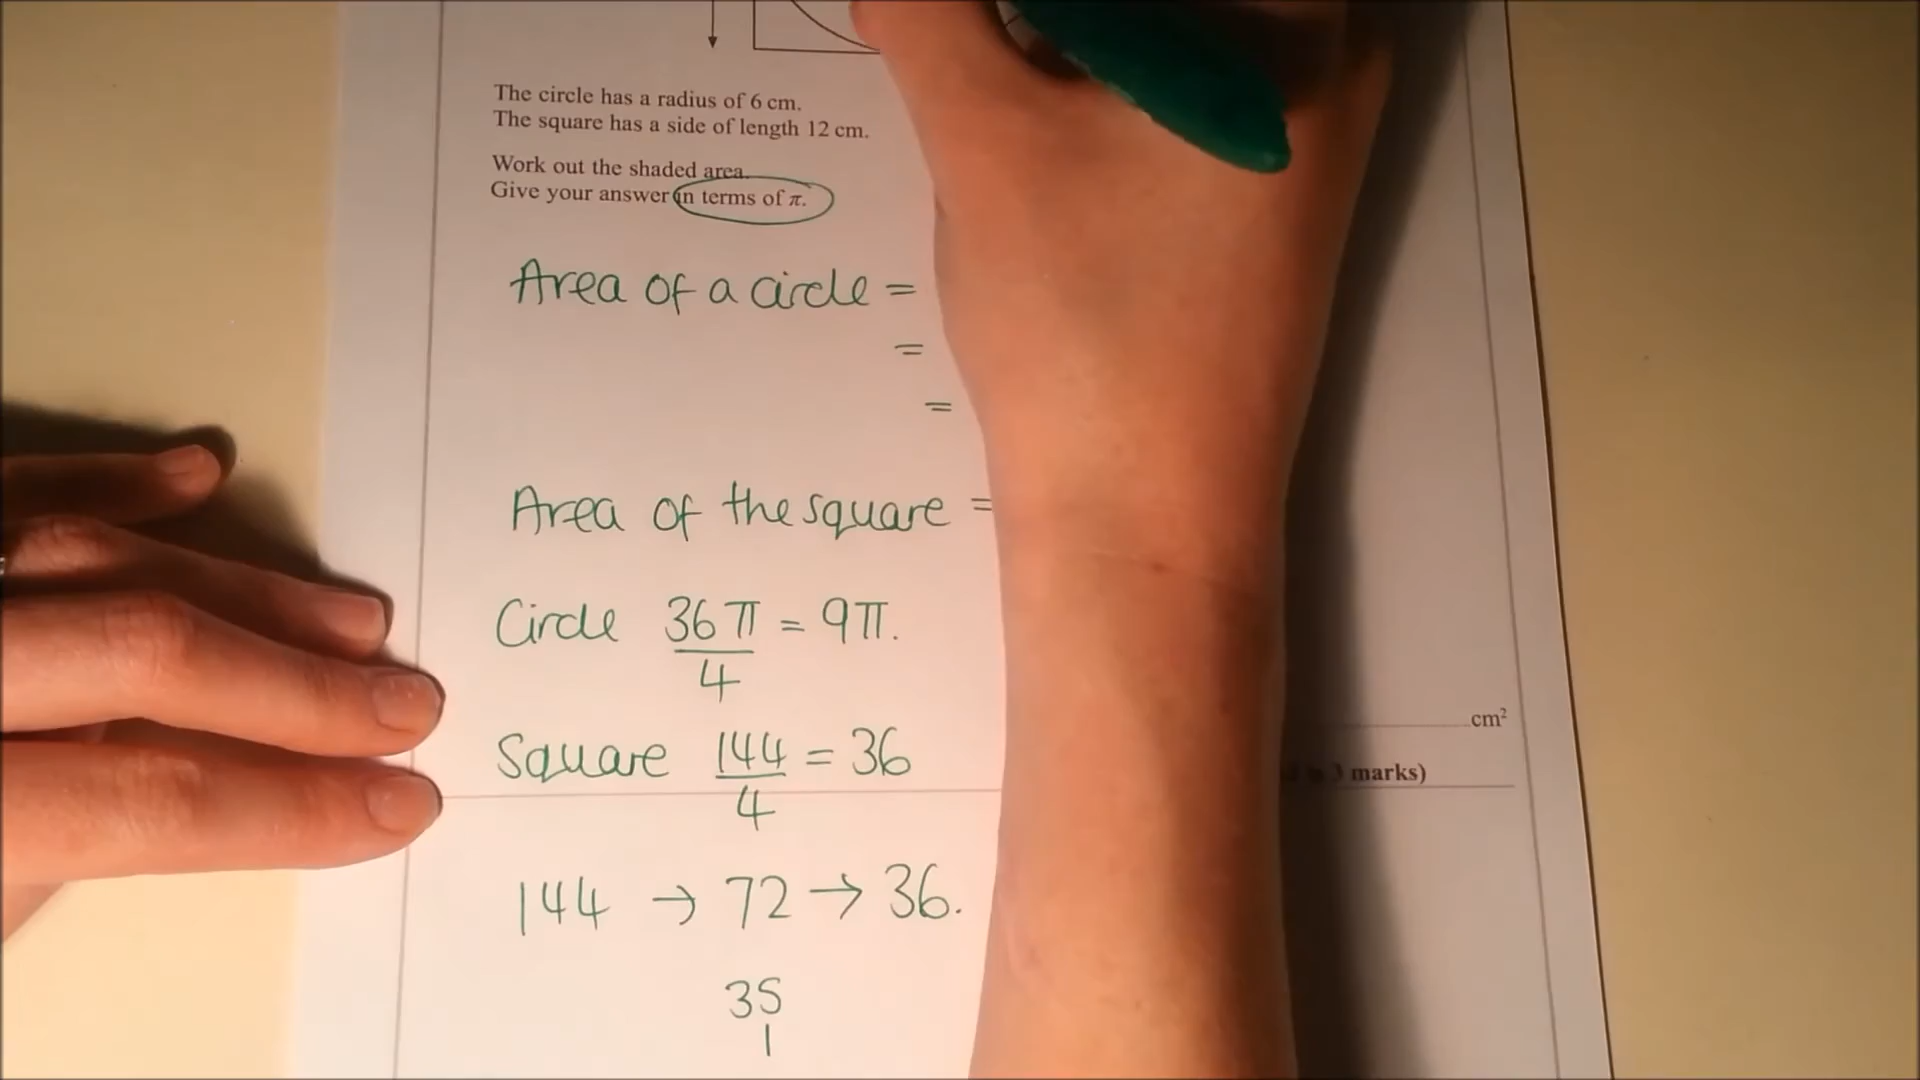 The circle has a radius of 6 cm.
The square has a side of length 12 cm.
Work out the shaded area.
Give your answer in terms of π.
Area of a circle =
=
=
Area of the square =
Circle 36π/4 = 9π.
Square 144/4 = 36
cm²
3 marks)
144 → 72 → 36.
35
1